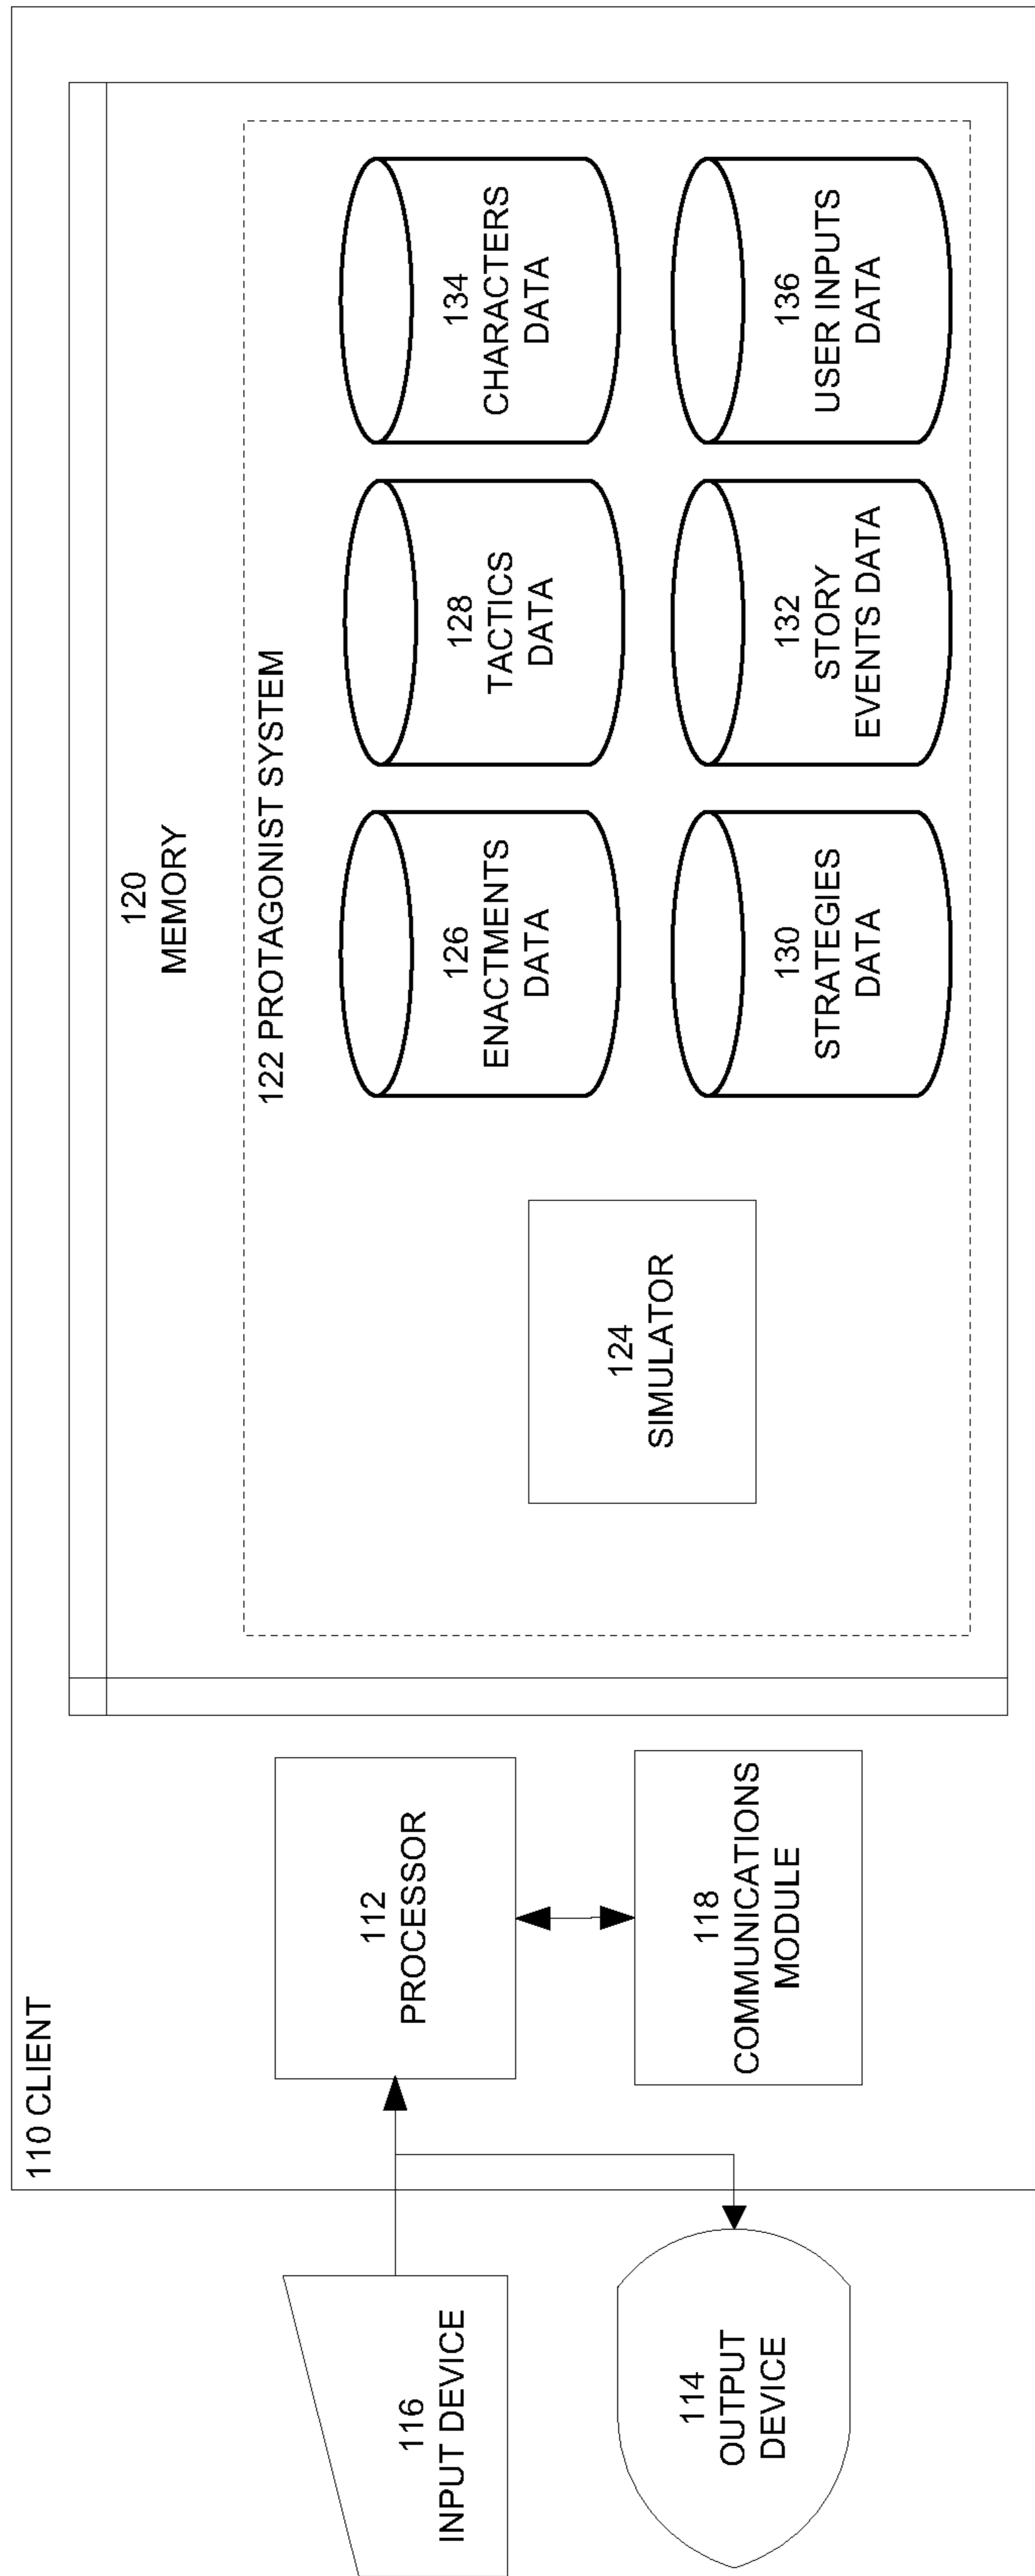 110 CLIENT
116
INPUT DEVICE
114
OUTPUT
DEVICE
112
PROCESSOR
118
COMMUNICATIONS
MODULE
120
MEMORY
122 PROTAGONIST SYSTEM
124
SIMULATOR
126
ENACTMENTS
DATA
128
TACTICS
DATA
134
CHARACTERS
DATA
130
STRATEGIES
DATA
132
STORY
EVENTS DATA
136
USER INPUTS
DATA